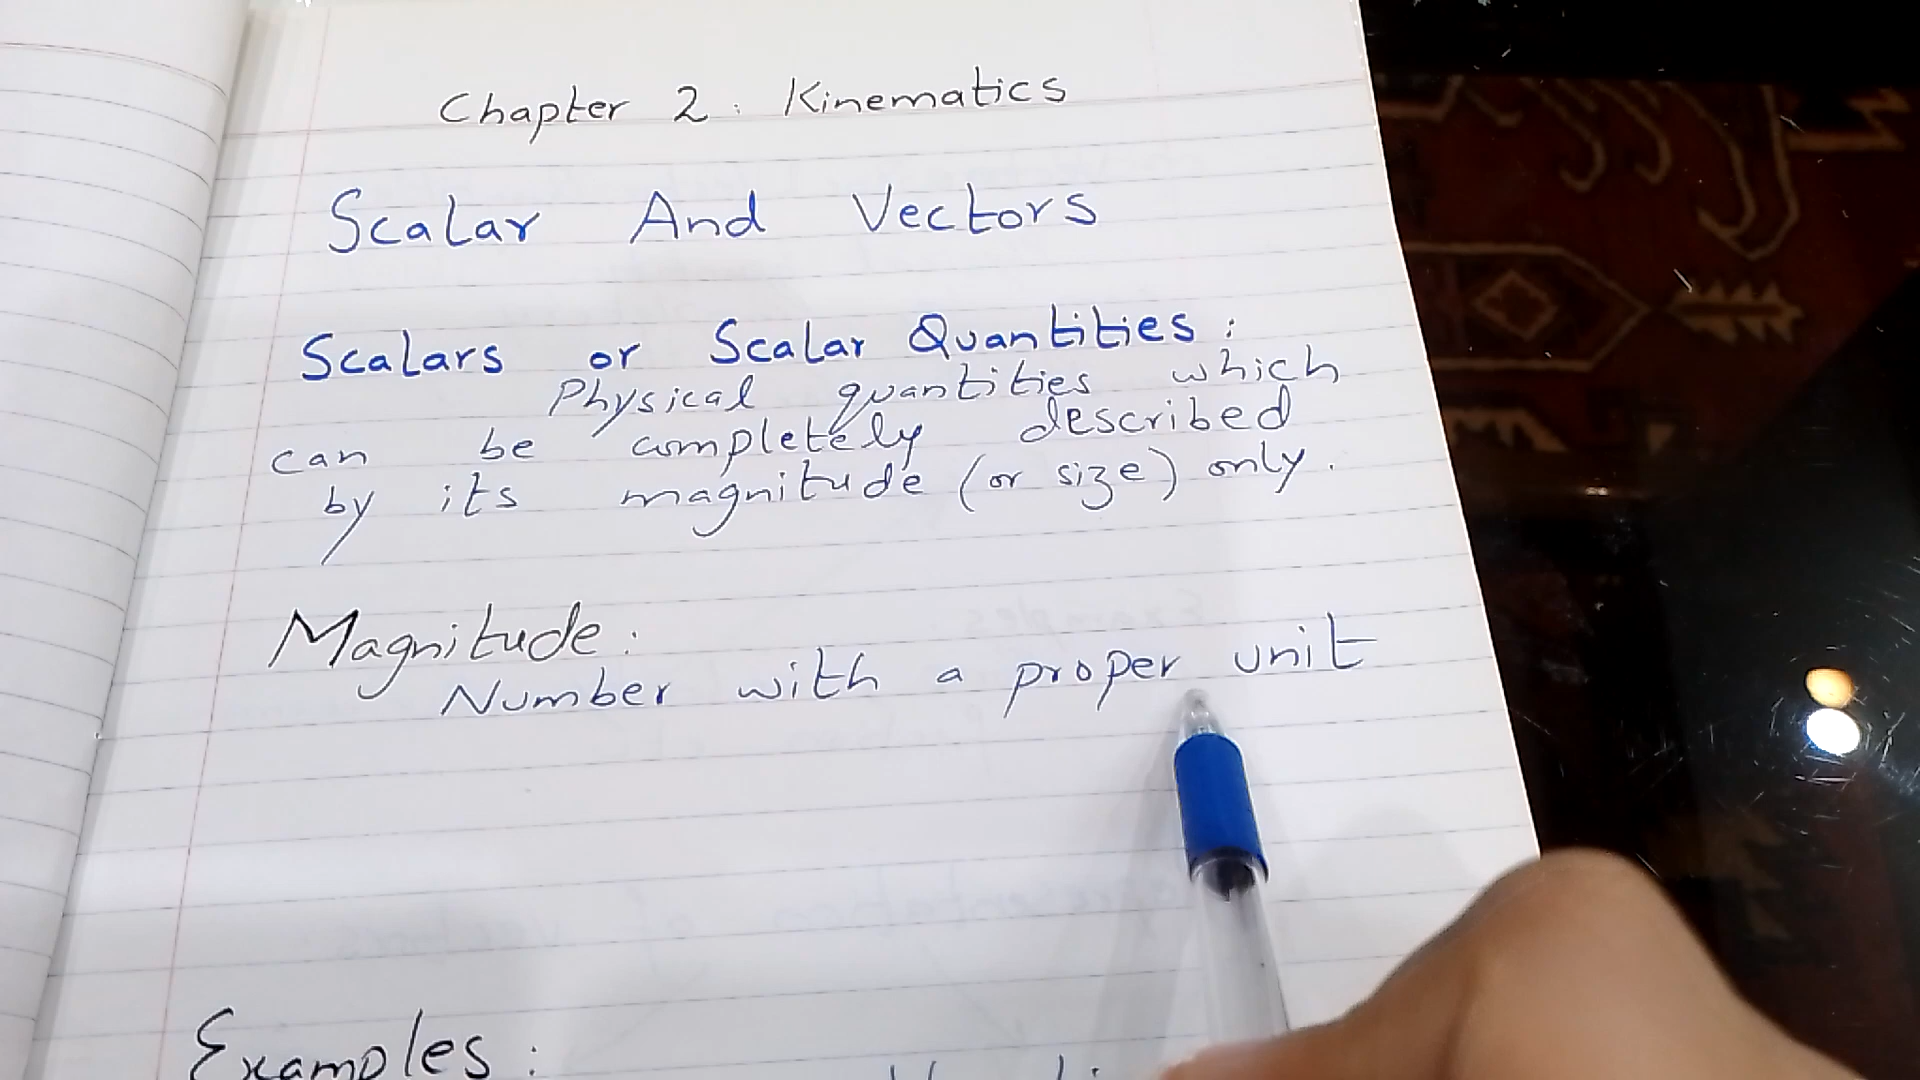 Chapter 2: Kinematics
Scalar And Vectors
Scalars or Scalar Quantities:
Physical quantities which
can be completely described
by its magnitude (or size) only.
Magnitude:
Number with a proper unit
Examples: